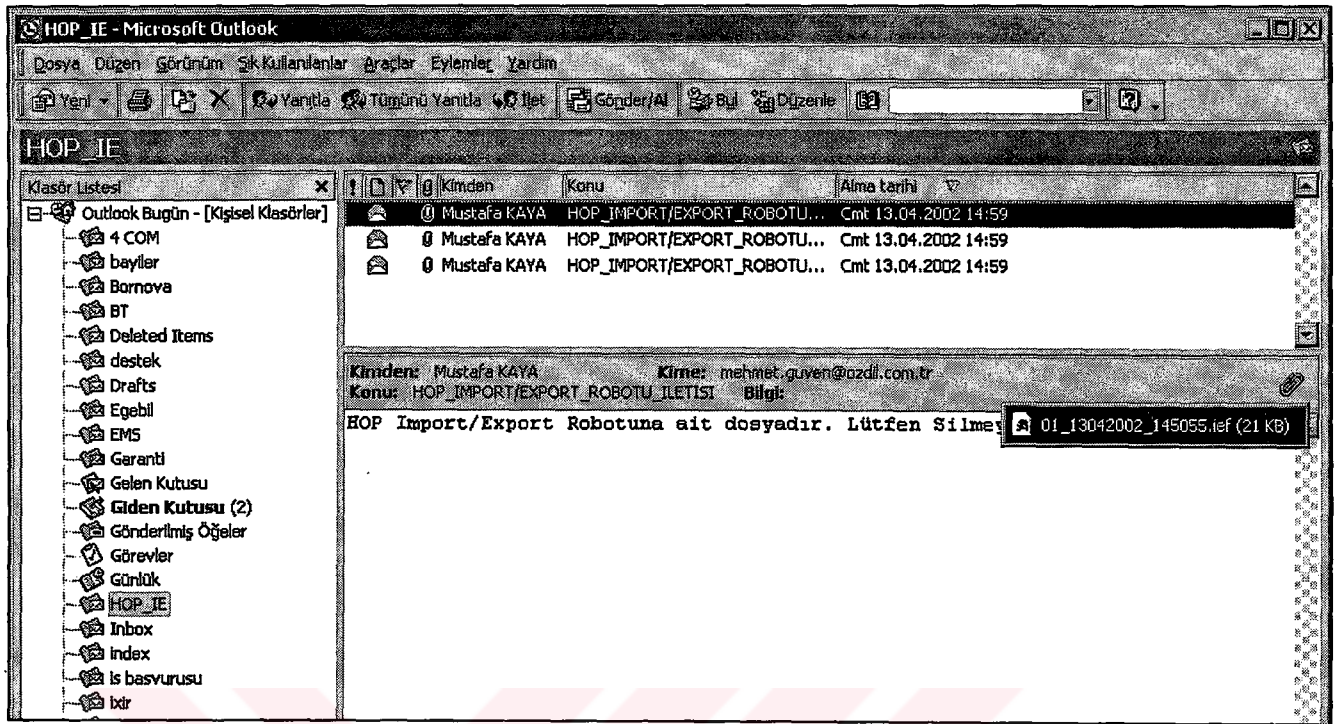 HOP_IE - Microsoft Outlook
Dosya Düzen Görünüm Sık Kullanılanlar Araçlar Eylemler Yardım
Yeni Yanıtla Tümünü Yanıtla İlet Gönder/Al Bul Düzenle
HOP_IE
Klasör Listesi
Outlook Bugün - [Kişisel Klasörler]
4 COM
bayiler
Bornova
BT
Deleted Items
destek
Drafts
Egebil
EMS
Garanti
Gelen Kutusu
Giden Kutusu (2)
Gönderilmiş Öğeler
Görevler
Günlük
HOP_IE
Inbox
index
is basvurusu
ixir
Kimden Konu Alma tarihi
Mustafa KAYA HOP_IMPORT/EXPORT_ROBOTU... Cmt 13.04.2002 14:59
Mustafa KAYA HOP_IMPORT/EXPORT_ROBOTU... Cmt 13.04.2002 14:59
Mustafa KAYA HOP_IMPORT/EXPORT_ROBOTU... Cmt 13.04.2002 14:59
Kimden: Mustafa KAYA Kime: mehmet.guven@ozdil.com.tr
Konu: HOP_IMPORT/EXPORT_ROBOTU_ILETISI Bilgi:
HOP Import/Export Robotuna ait dosyadır. Lütfen Silmey
01_13042002_145055.ief (21 KB)